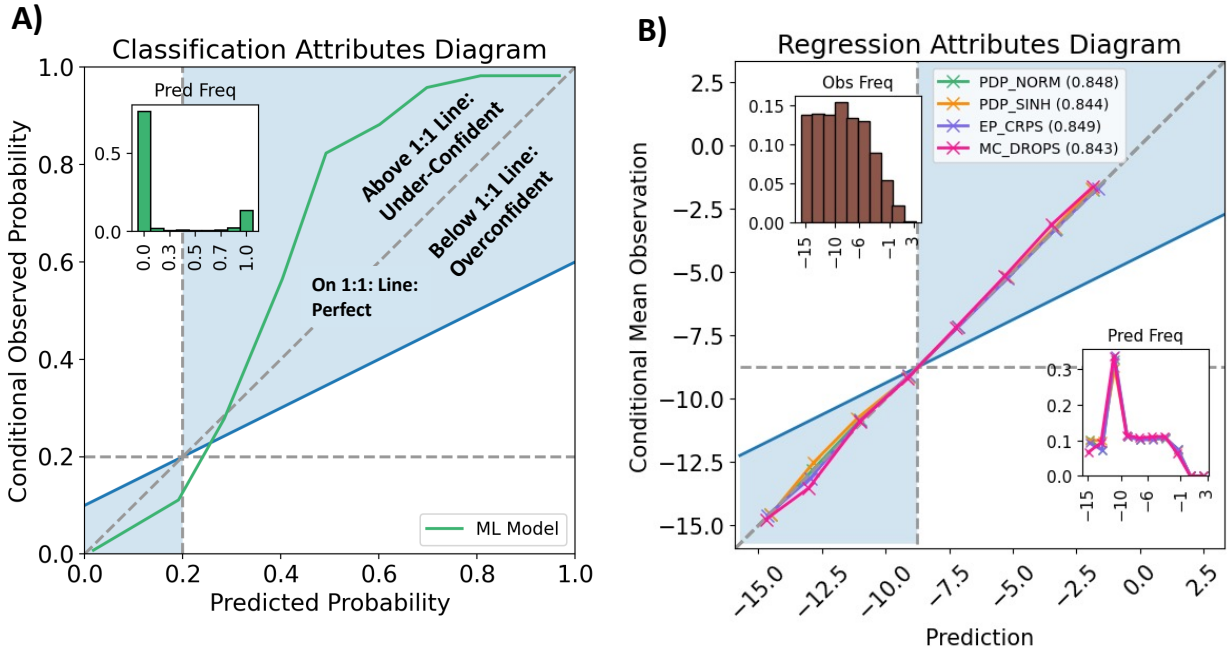 A)
Classification Attributes Diagram
Conditional Observed Probability
1.0
0.8
0.6
0.4
0.2
0.0
Pred Freq
0.5
0.0
0.0 0.3 0.5 0.7 1.0
Above 1:1 Line:
Under-Confident
Below 1:1 Line:
Overconfident
On 1:1: Line:
Perfect
ML Model
0.0 0.2 0.4 0.6 0.8 1.0
Predicted Probability
B)
Regression Attributes Diagram
Conditional Mean Observation
2.5
0.0
−2.5
−5.0
−7.5
−10.0
−12.5
−15.0
Obs Freq
0.15
0.10
0.05
0.00
−15 −10 −6 −1 3
PDP_NORM (0.848)
PDP_SINH (0.844)
EP_CRPS (0.849)
MC_DROPS (0.843)
Pred Freq
0.3
0.2
0.1
0.0
−15 −10 −6 −1 3
−15.0 −12.5 −10.0 −7.5 −5.0 −2.5 0.0 2.5
Prediction